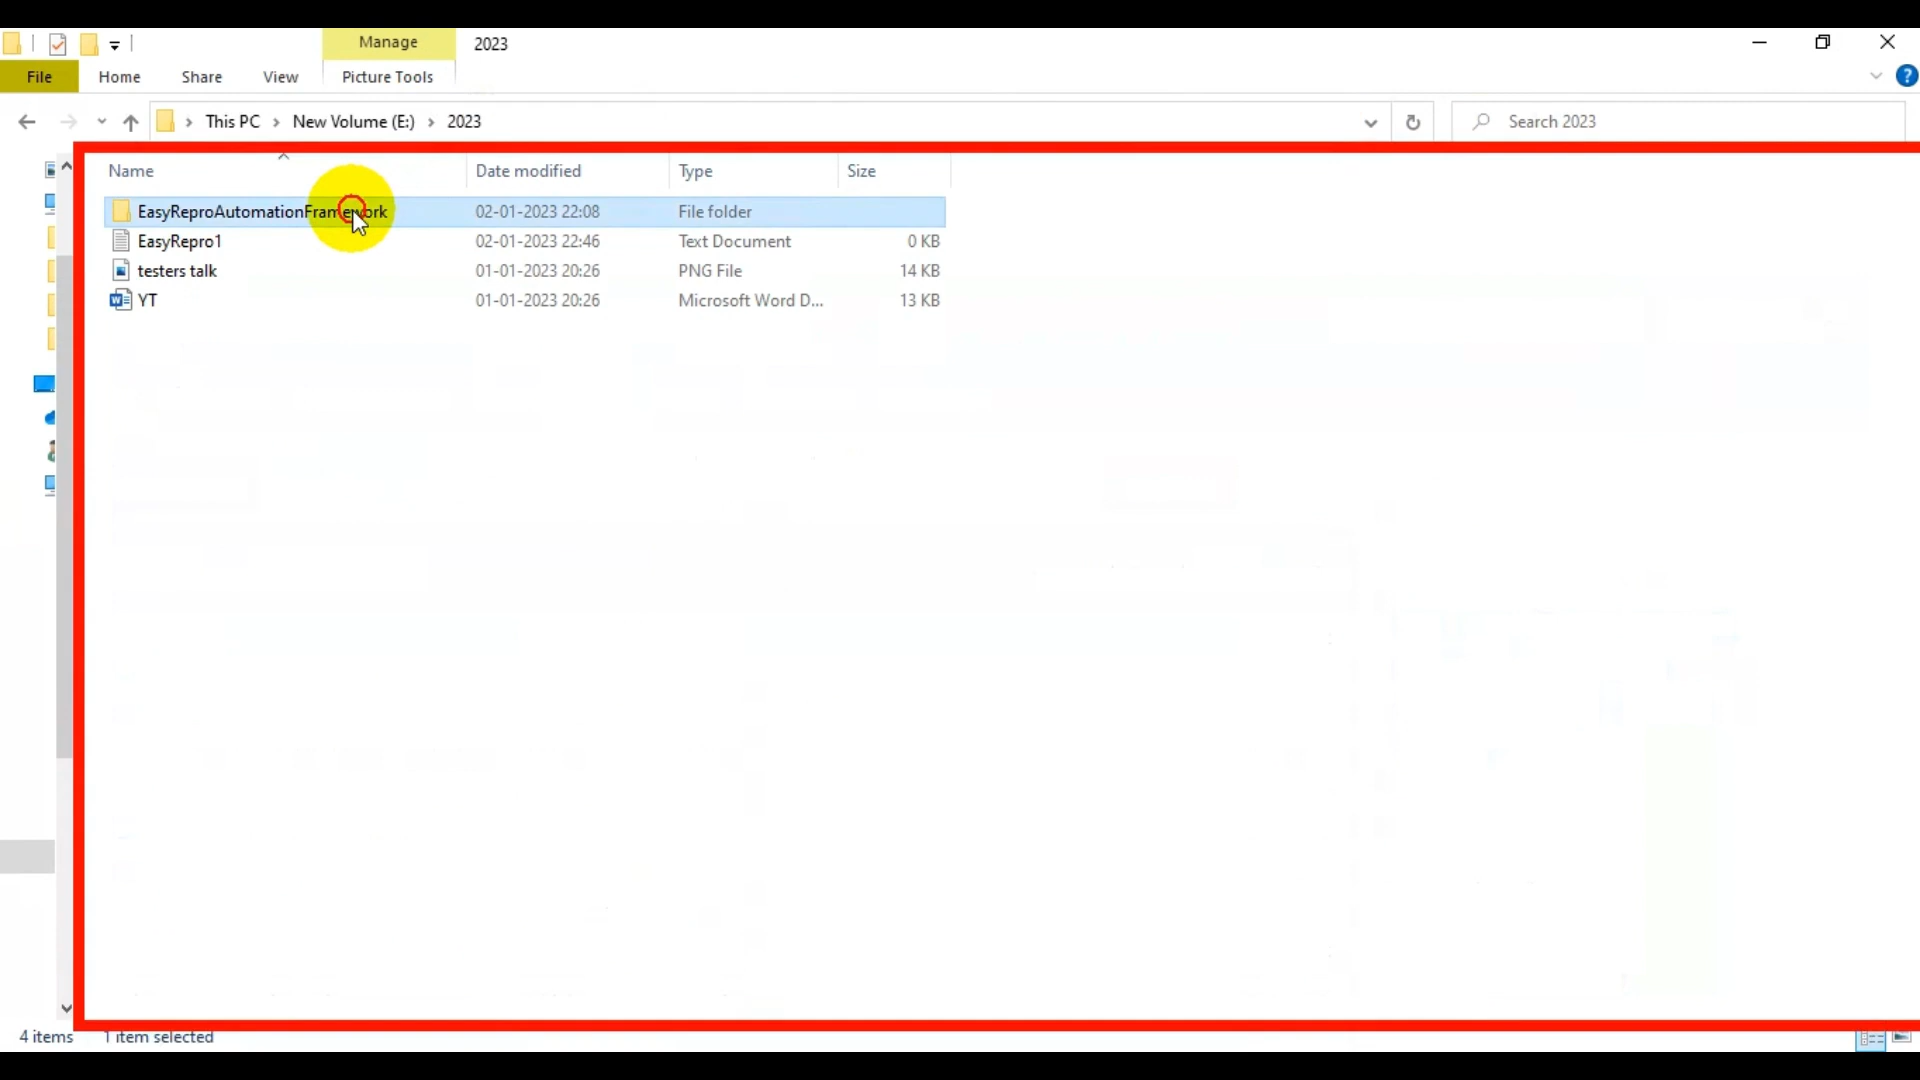 Manage
2023
File
Home
Share
View
Picture Tools
?
This PC
New Volume (E:)
2023
Search 2023
Name
Date modified
Type
Size
EasyReproAutomationFramework
02-01-2023 22:08
File folder
EasyRepro1
02-01-2023 22:46
Text Document
0 KB
testers talk
01-01-2023 20:26
PNG File
14 KB
YT
01-01-2023 20:26
Microsoft Word D...
13 KB
4 items
1 item selected